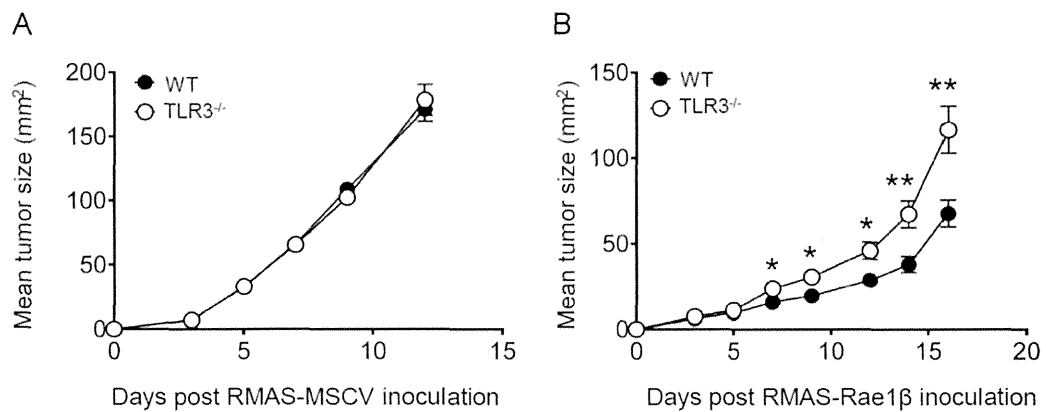 A
Mean tumor size (mm²)
200
150
100
50
0
WT
TLR3-/-
0
5
10
15
Days post RMAS-MSCV inoculation
B
Mean tumor size (mm²)
150
100
50
0
WT
TLR3-/-
*
*
*
**
**
0
5
10
15
20
Days post RMAS-Rae1β inoculation